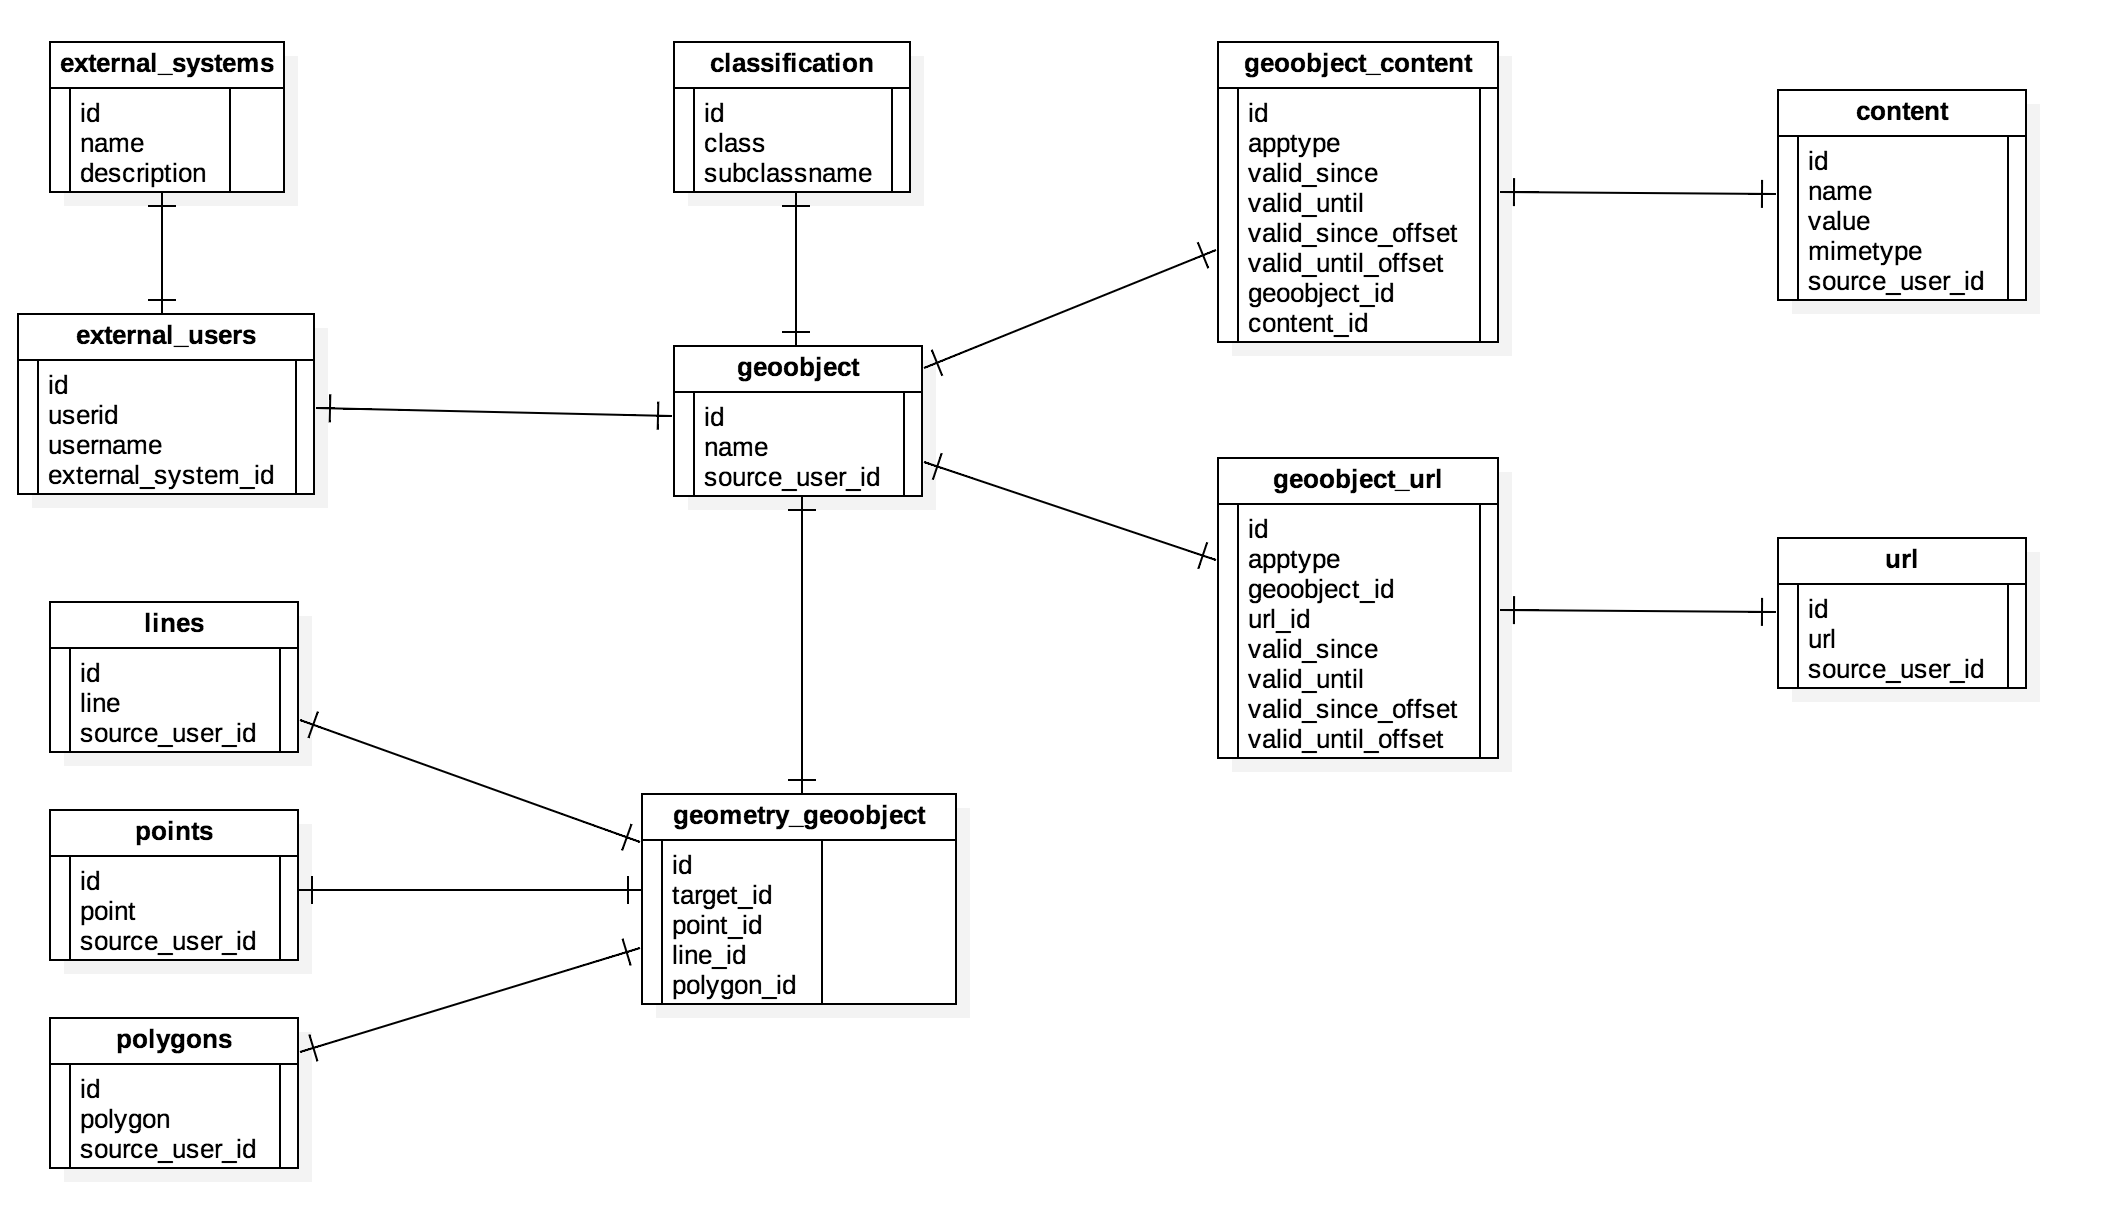 external_systems
id
name
description
classification
id
class
subclassname
geoobject_content
id
apptype
valid_since
valid_until
valid_since_offset
valid_until_offset
geoobject_id
content_id
content
id
name
value
mimetype
source_user_id
external_users
id
userid
username
external_system_id
geoobject
id
name
source_user_id
geoobject_url
id
apptype
geoobject_id
url_id
valid_since
valid_until
valid_since_offset
valid_until_offset
url
id
url
source_user_id
lines
id
line
source_user_id
points
id
point
source_user_id
geometry_geoobject
id
target_id
point_id
line_id
polygon_id
polygons
id
polygon
source_user_id